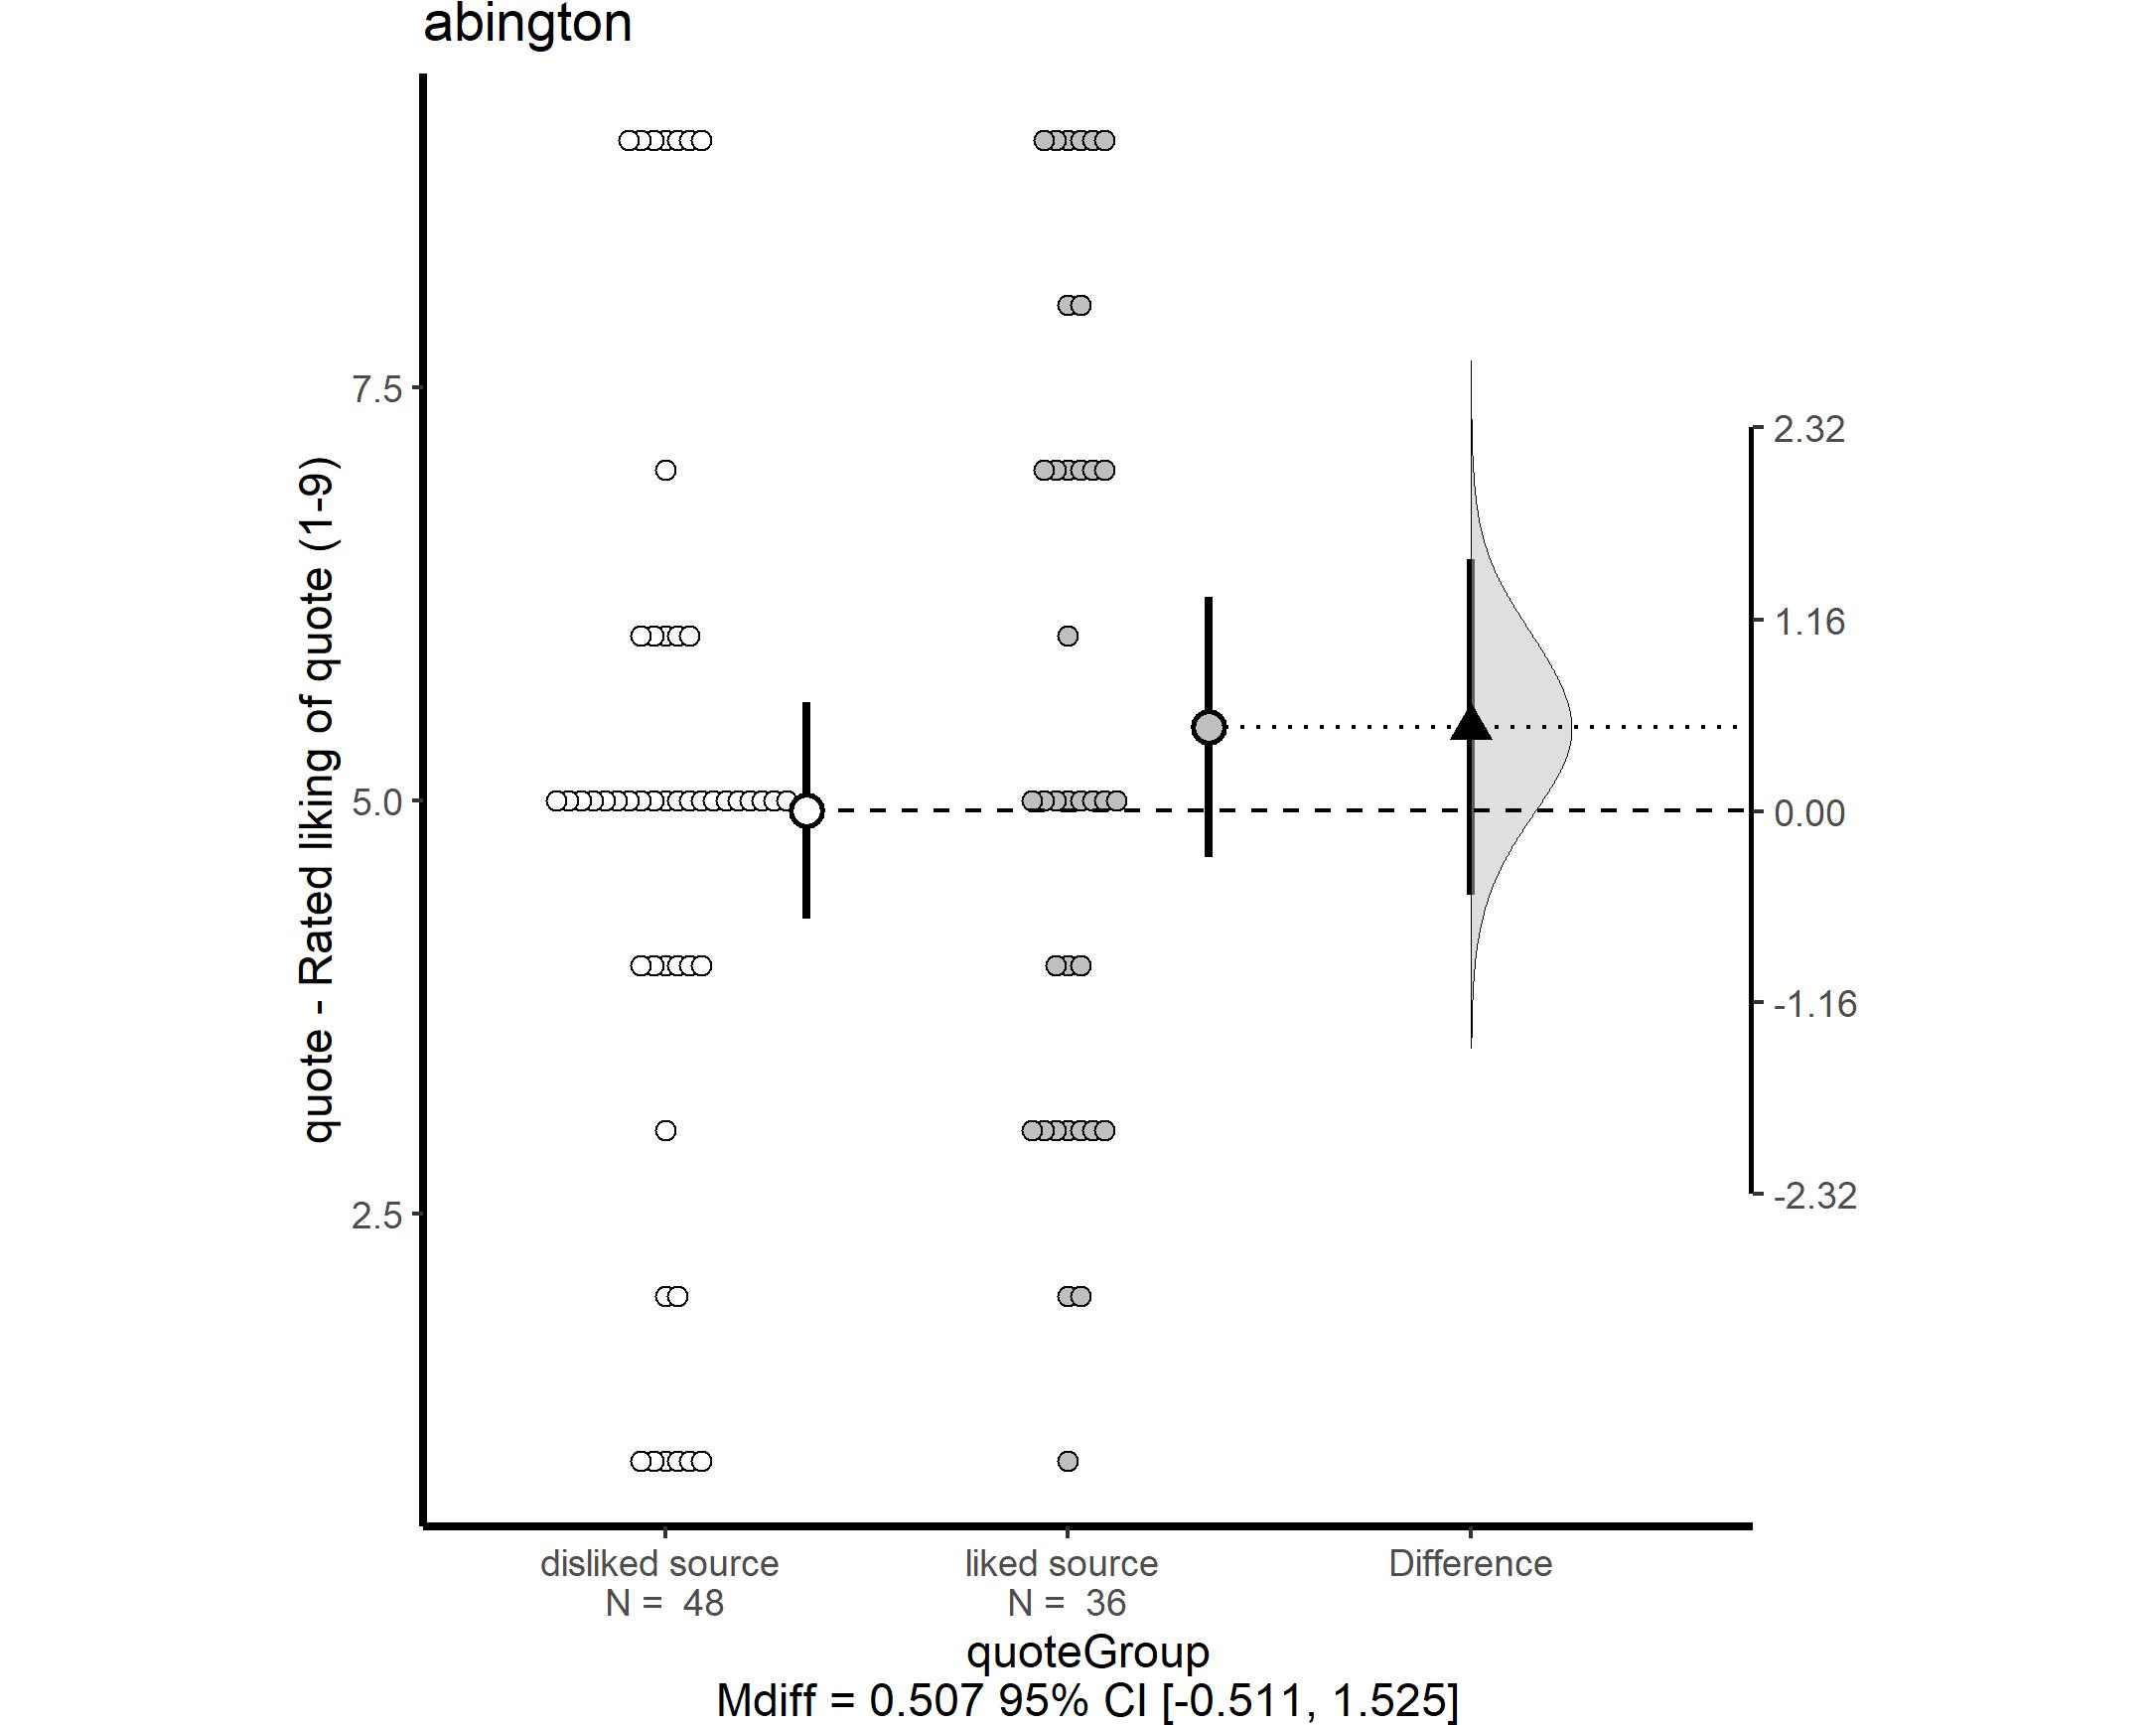 abington
quote - Rated liking of quote (1-9)
7.5
5.0
2.5
2.32
1.16
0.00
-1.16
-2.32
disliked source
N =  48
liked source
N =  36
Difference
quoteGroup
Mdiff = 0.507 95% CI [-0.511, 1.525]